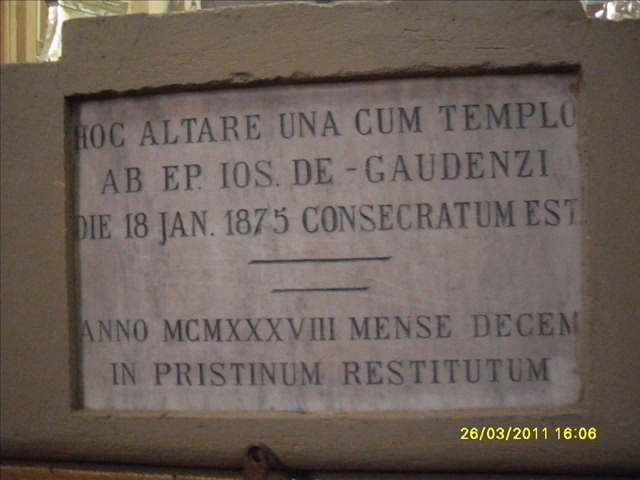 HOC ALTARE UNA CUM TEMPLO
AB EP. IOS. DE-GAUDENZI
DIE 18 JAN. 1875 CONSECRATUM EST.
ANNO MCMXXXVIII MENSE DECEM
IN PRISTINUM RESTITUTUM
26/03/2011 16:06